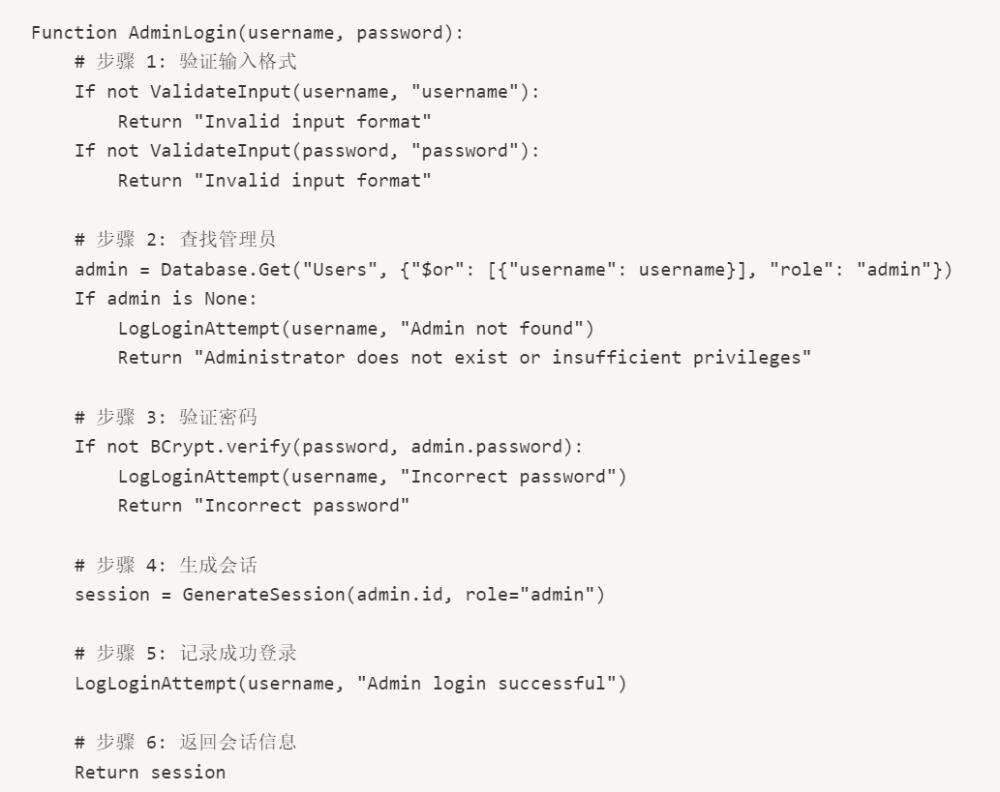 Function AdminLogin(username, password):
    # 步骤 1: 验证输入格式
    If not ValidateInput(username, "username"):
        Return "Invalid input format"
    If not ValidateInput(password, "password"):
        Return "Invalid input format"

    # 步骤 2: 查找管理员
    admin = Database.Get("Users", {"$or": [{"username": username}], "role": "admin"})
    If admin is None:
        LogLoginAttempt(username, "Admin not found")
        Return "Administrator does not exist or insufficient privileges"

    # 步骤 3: 验证密码
    If not BCrypt.verify(password, admin.password):
        LogLoginAttempt(username, "Incorrect password")
        Return "Incorrect password"

    # 步骤 4: 生成会话
    session = GenerateSession(admin.id, role="admin")

    # 步骤 5: 记录成功登录
    LogLoginAttempt(username, "Admin login successful")

    # 步骤 6: 返回会话信息
    Return session